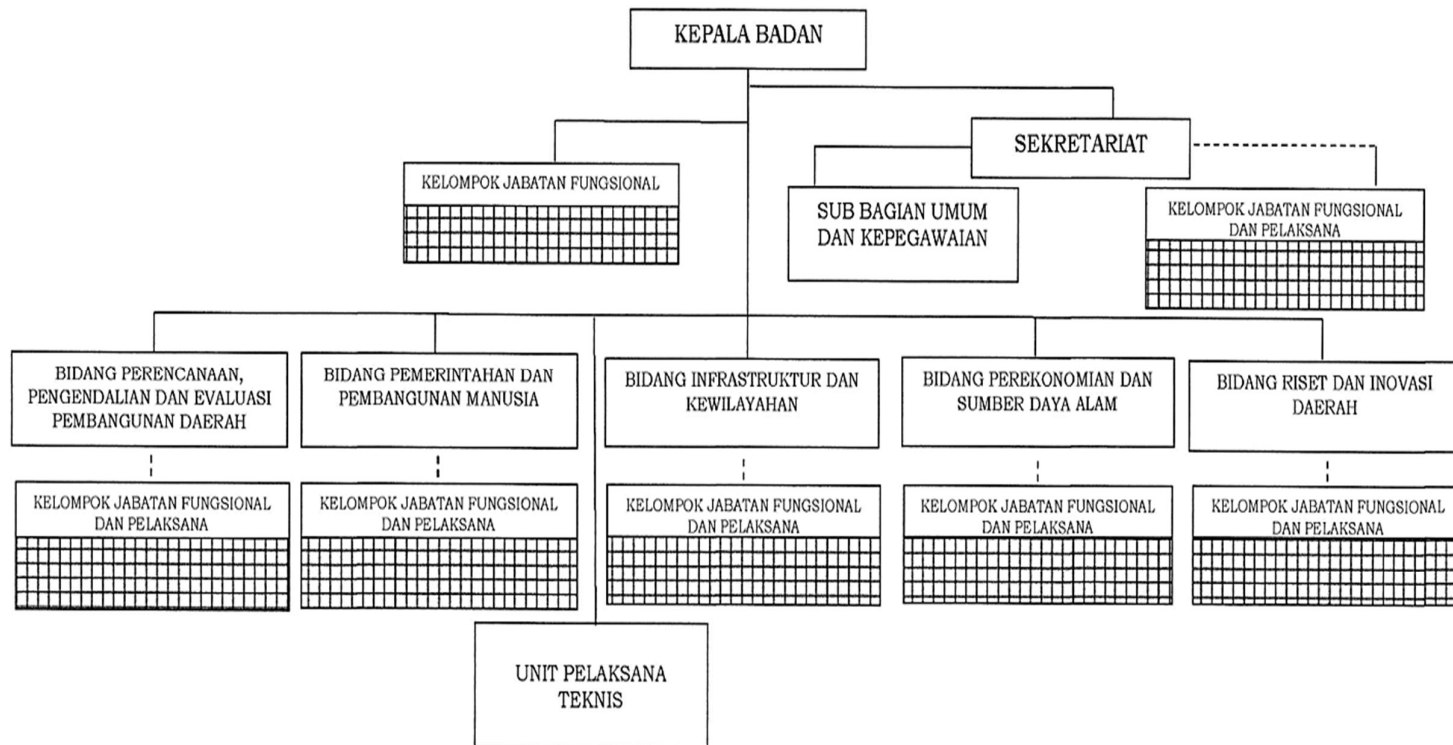 KEPALA BADAN
SEKRETARIAT
KELOMPOK JABATAN FUNGSIONAL
SUB BAGIAN UMUM
DAN KEPEGAWAIAN
KELOMPOK JABATAN FUNGSIONAL
DAN PELAKSANA
BIDANG PERENCANAAN,
PENGENDALIAN DAN EVALUASI
PEMBANGUNAN DAERAH
BIDANG PEMERINTAHAN DAN
PEMBANGUNAN MANUSIA
BIDANG INFRASTRUKTUR DAN
KEWILAYAHAN
BIDANG PEREKONOMIAN DAN
SUMBER DAYA ALAM
BIDANG RISET DAN INOVASI
DAERAH
KELOMPOK JABATAN FUNGSIONAL
DAN PELAKSANA
KELOMPOK JABATAN FUNGSIONAL
DAN PELAKSANA
KELOMPOK JABATAN FUNGSIONAL
DAN PELAKSANA
KELOMPOK JABATAN FUNGSIONAL
DAN PELAKSANA
KELOMPOK JABATAN FUNGSIONAL
DAN PELAKSANA
UNIT PELAKSANA
TEKNIS